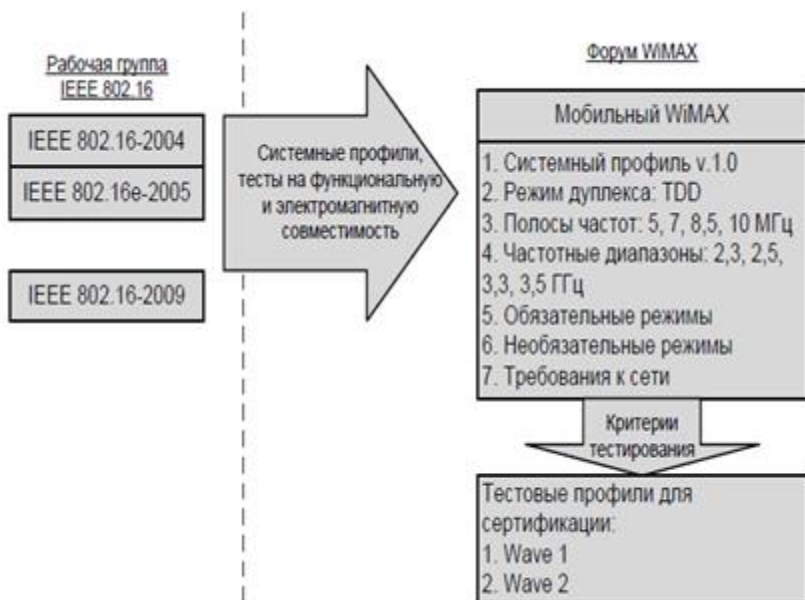 Рабочая группа
IEEE 802.16
IEEE 802.16-2004
IEEE 802.16e-2005
IEEE 802.16-2009
Системные профили,
тесты на функциональную
и электромагнитную
совместимость
Форум WiMAX
Мобильный WiMAX
1. Системный профиль v.1.0
2. Режим дуплекса: TDD
3. Полосы частот: 5, 7, 8,5, 10 МГц
4. Частотные диапазоны: 2,3, 2,5,
3,3, 3,5 ГГц
5. Обязательные режимы
6. Необязательные режимы
7. Требования к сети
Критерии
тестирования
Тестовые профили для
сертификации:
1. Wave 1
2. Wave 2